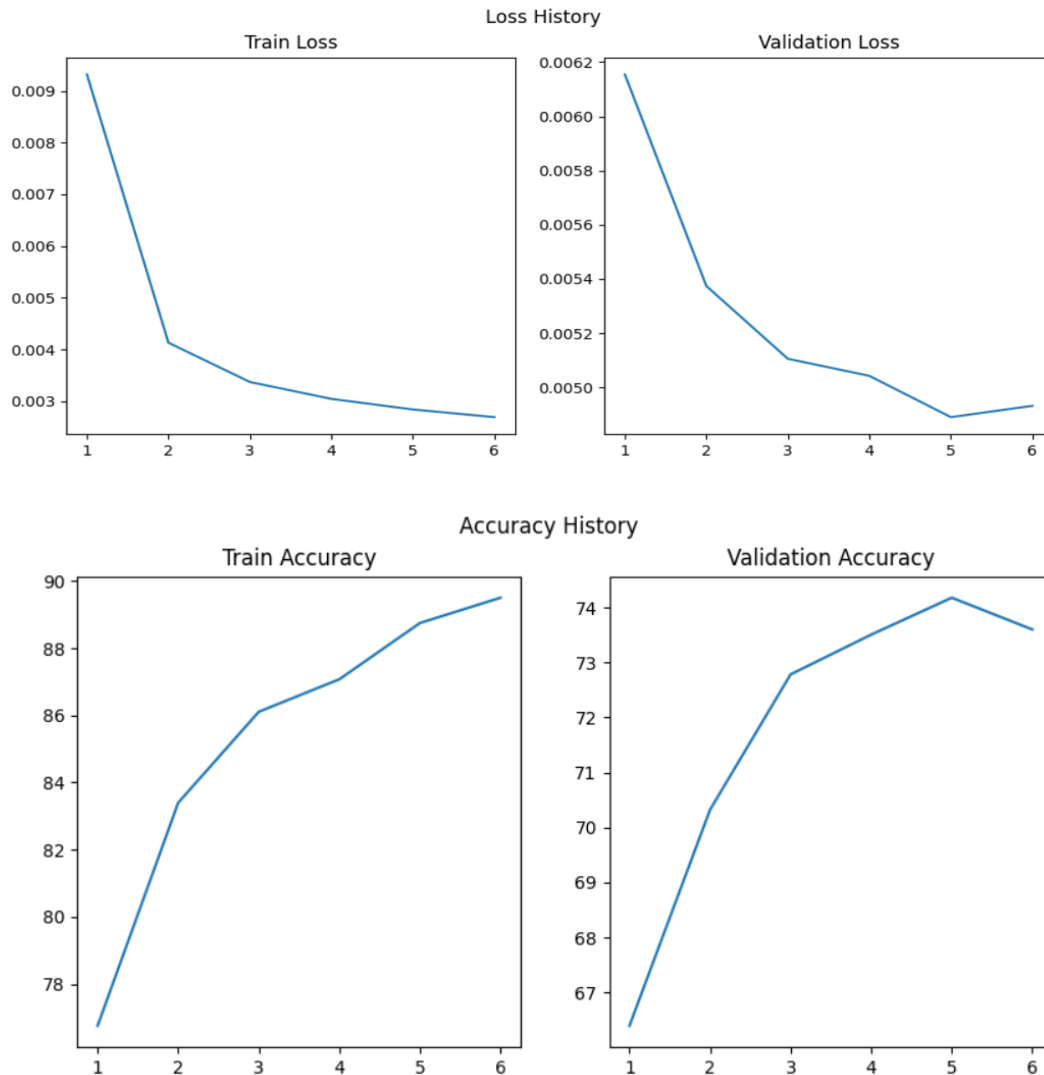 Loss History
Train Loss
0.009
0.008
0.007
0.006
0.005
0.004
0.003
1 2 3 4 5 6
Validation Loss
0.0062
0.0060
0.0058
0.0056
0.0054
0.0052
0.0050
1 2 3 4 5 6
Accuracy History
Train Accuracy
90
88
86
84
82
80
78
1 2 3 4 5 6
Validation Accuracy
74
73
72
71
70
69
68
67
1 2 3 4 5 6